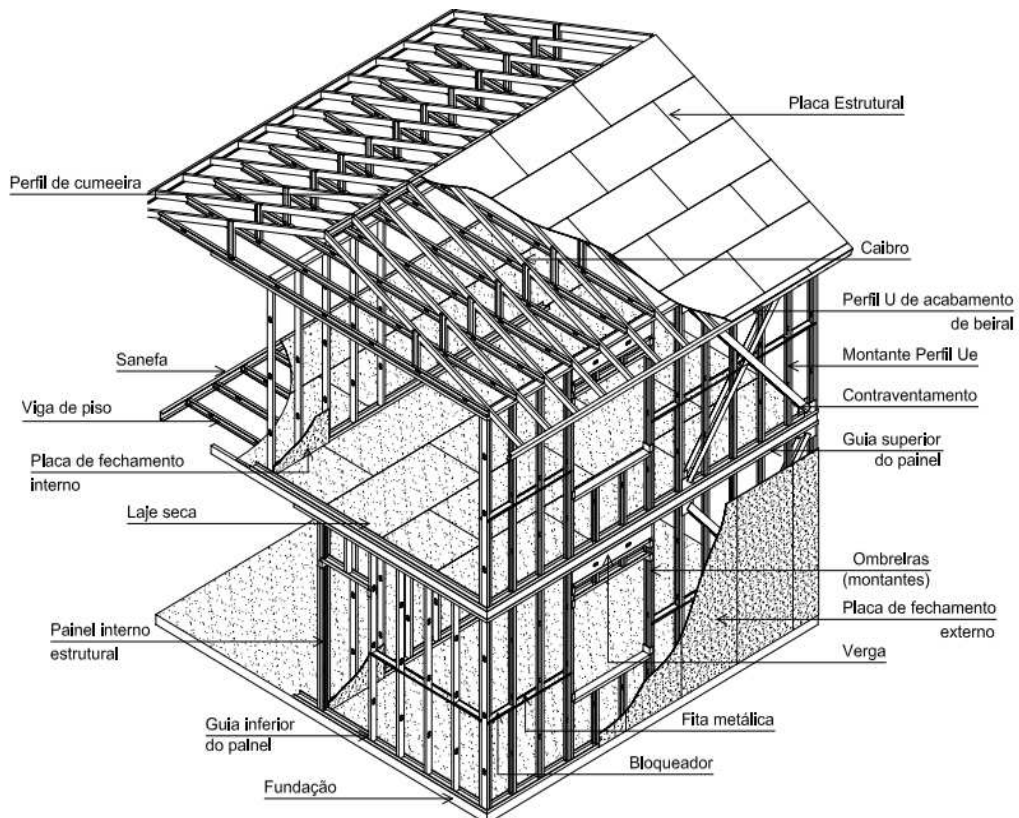 Placa Estrutural
Perfil de cumeeira
Caibro
Perfil U de acabamento
de beiral
Sanefa
Montante Perfil Ue
Viga de piso
Contraventamento
Placa de fechamento
interno
Guia superior
do painel
Laje seca
Ombreiras
(montantes)
Placa de fechamento
externo
Painel interno
estrutural
Verga
Guia inferior
do painel
Fita metálica
Bloqueador
Fundação